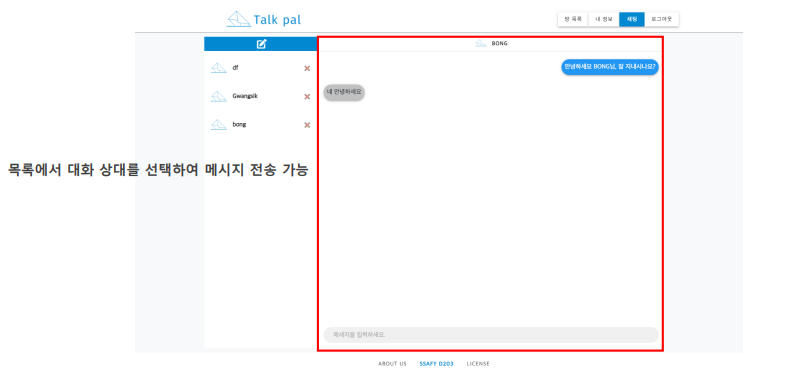 Talk pal
방 목록 내 정보 채팅 로그아웃
BONG
df
안녕하세요 BONG님, 잘 지내시나요?
네 안녕하세요
Gwangsik
bong
목록에서 대화 상대를 선택하여 메시지 전송 가능
메세지를 입력하세요.
ABOUT US SSAFY D203 LICENSE